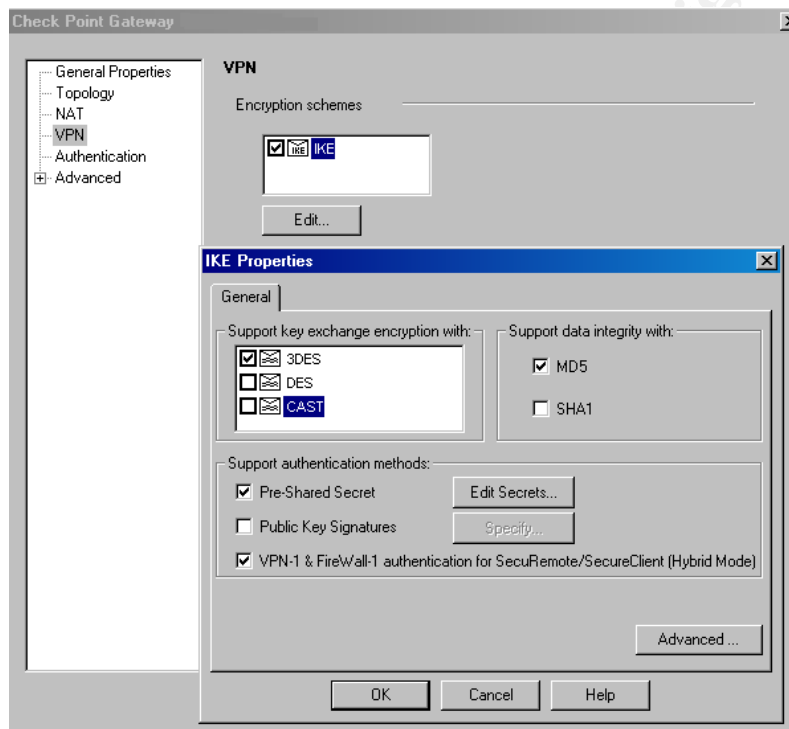 Check Point Gateway
General Properties
Topology
NAT
VPN
Authentication
Advanced
VPN
Encryption schemes
IKE
IKE
Edit...
IKE Properties
General
Support key exchange encryption with:
3DES
DES
CAST
Support data integrity with:
MD5
SHA1
Support authentication methods:
Pre-Shared Secret
Edit Secrets...
Public Key Signatures
Specify...
VPN-1 & FireWall-1 authentication for SecuRemote/SecureClient (Hybrid Mode)
Advanced ...
OK
Cancel
Help